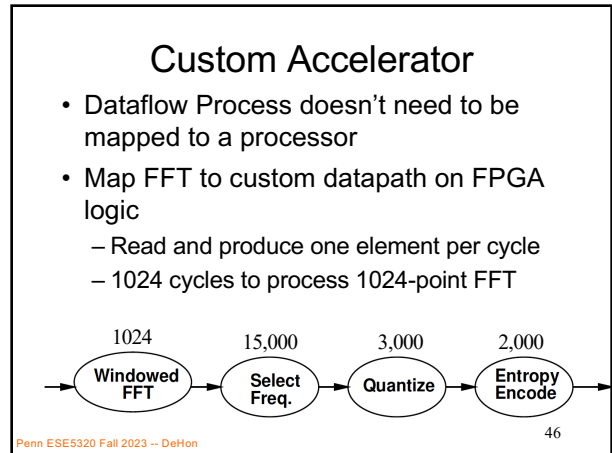 Custom Accelerator
• Dataflow Process doesn't need to be
mapped to a processor
• Map FFT to custom datapath on FPGA
logic
– Read and produce one element per cycle
– 1024 cycles to process 1024-point FFT
1024 15,000 3,000 2,000
Windowed
FFT
Select
Freq.
Quantize
Entropy
Encode
Penn ESE5320 Fall 2023 -- DeHon
46